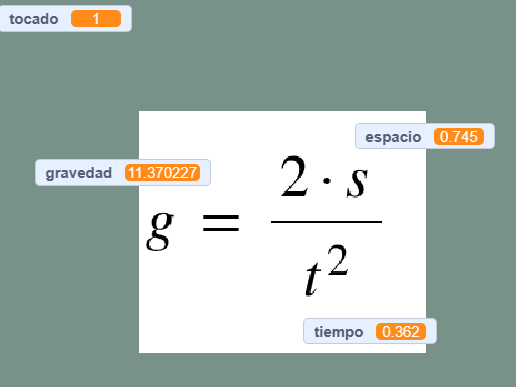 tocado 1
espacio 0.745
gravedad 11.370227
g = 2 · s / t²
tiempo 0.362